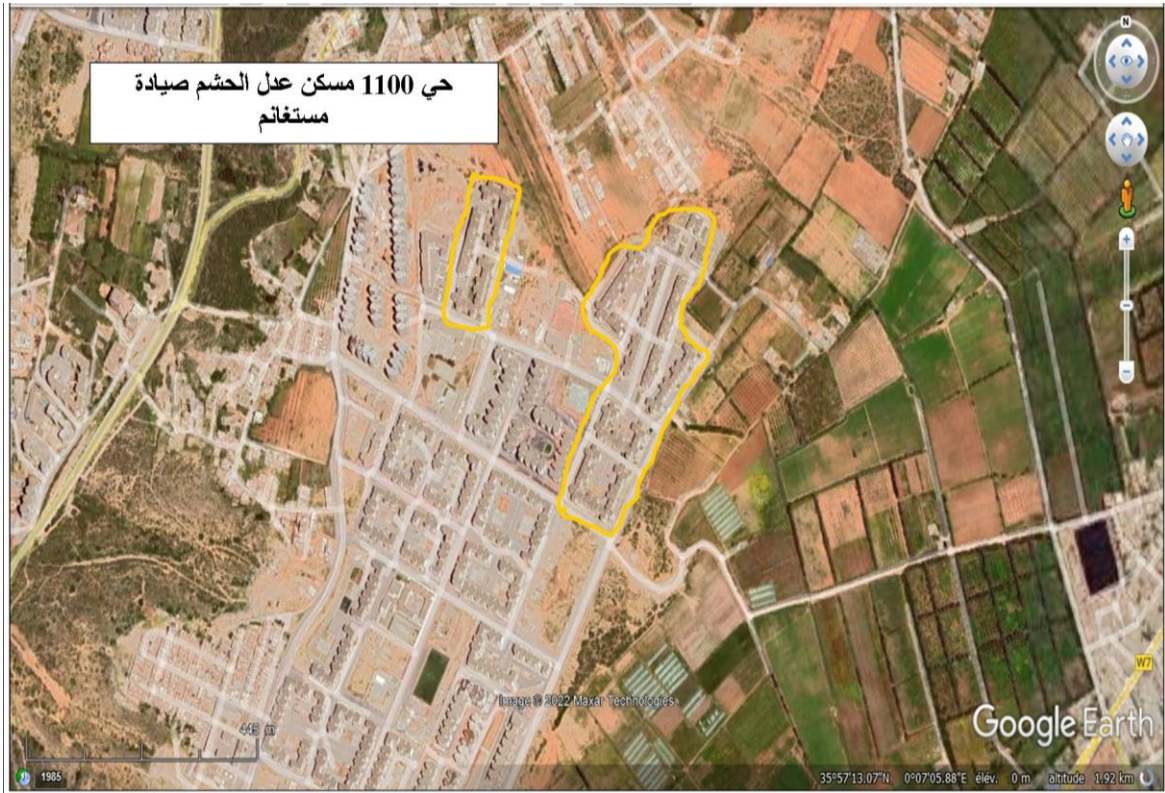 حي 1100 مسكن عدل الحشم صيادة
مستغانم
N
W7
Image © 2022 Maxar Technologies
Google Earth
445 m
1985
35°57'13.07"N 0°07'05.88"E élév. 0 m altitude 1.92 km